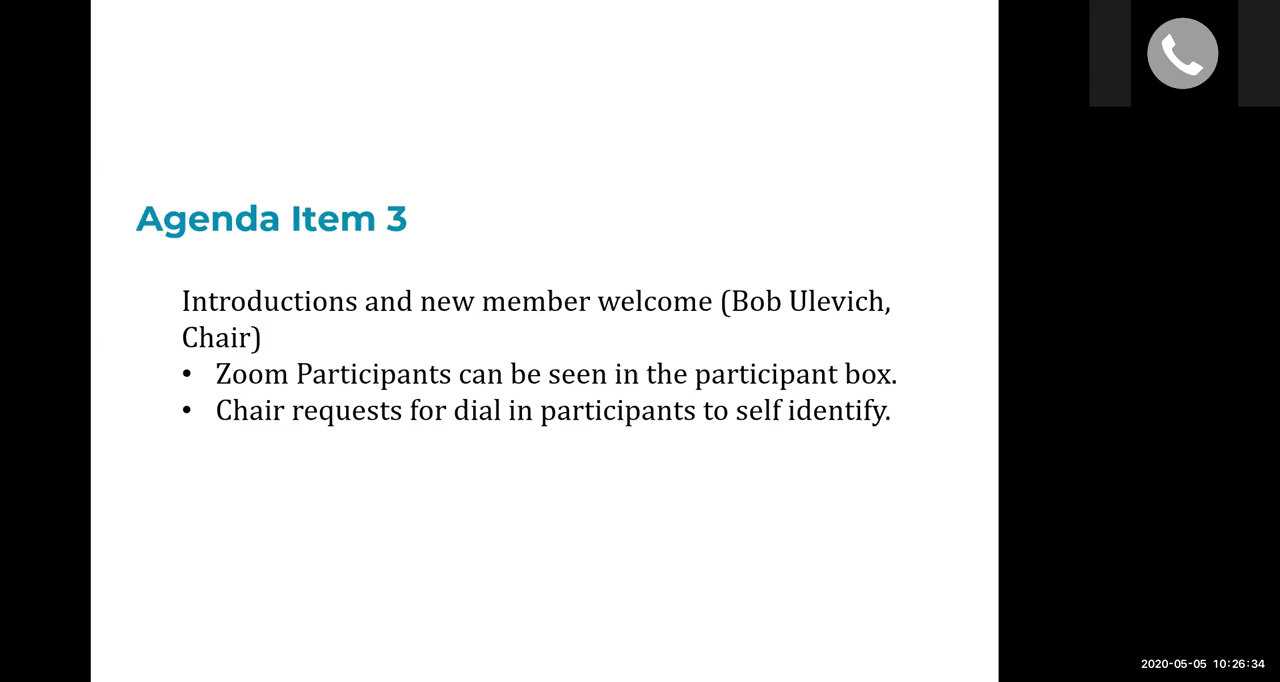 Agenda Item 3
Introductions and new member welcome (Bob Ulevich,
Chair)
• Zoom Participants can be seen in the participant box.
• Chair requests for dial in participants to self identify.
2020-05-05 10:26:34